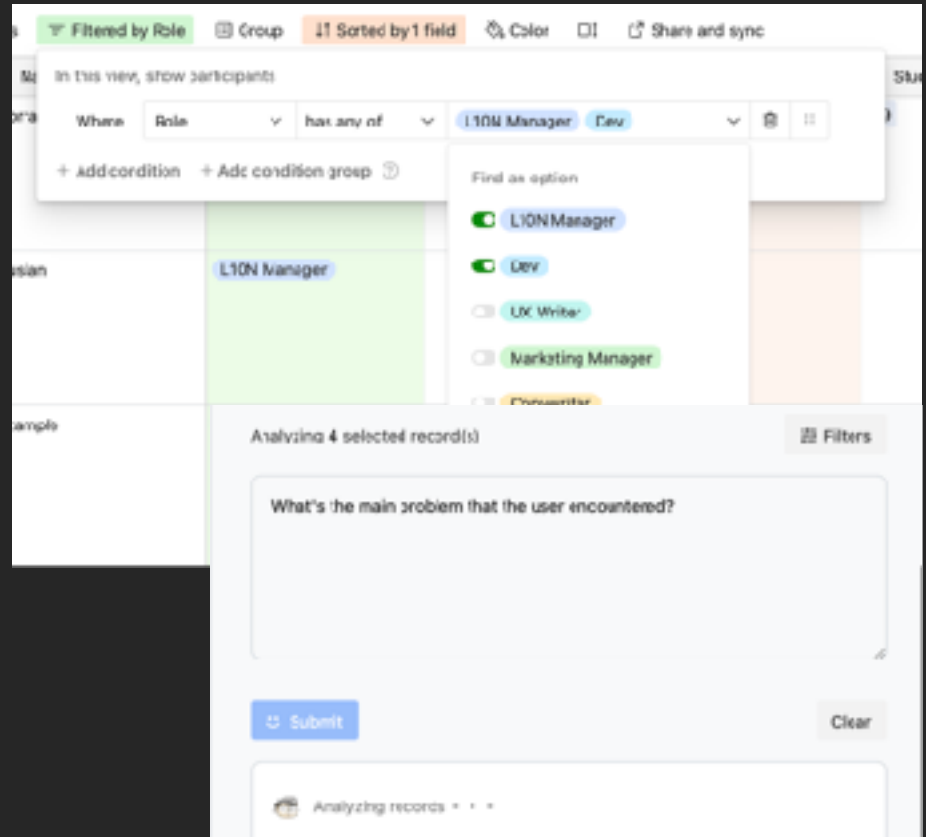 Filtered by Role Group Sorted by 1 field Color Share and sync
In this view, show participants
Where Role has any of L10N Manager Dev
+ Add condition + Add condition group
Find an option
L10N Manager
Dev
UX Writer
Marketing Manager
Copywriter
L10N Manager
Analyzing 4 selected record(s) Filters
What's the main problem that the user encountered?
Submit Clear
Analyzing records • • •